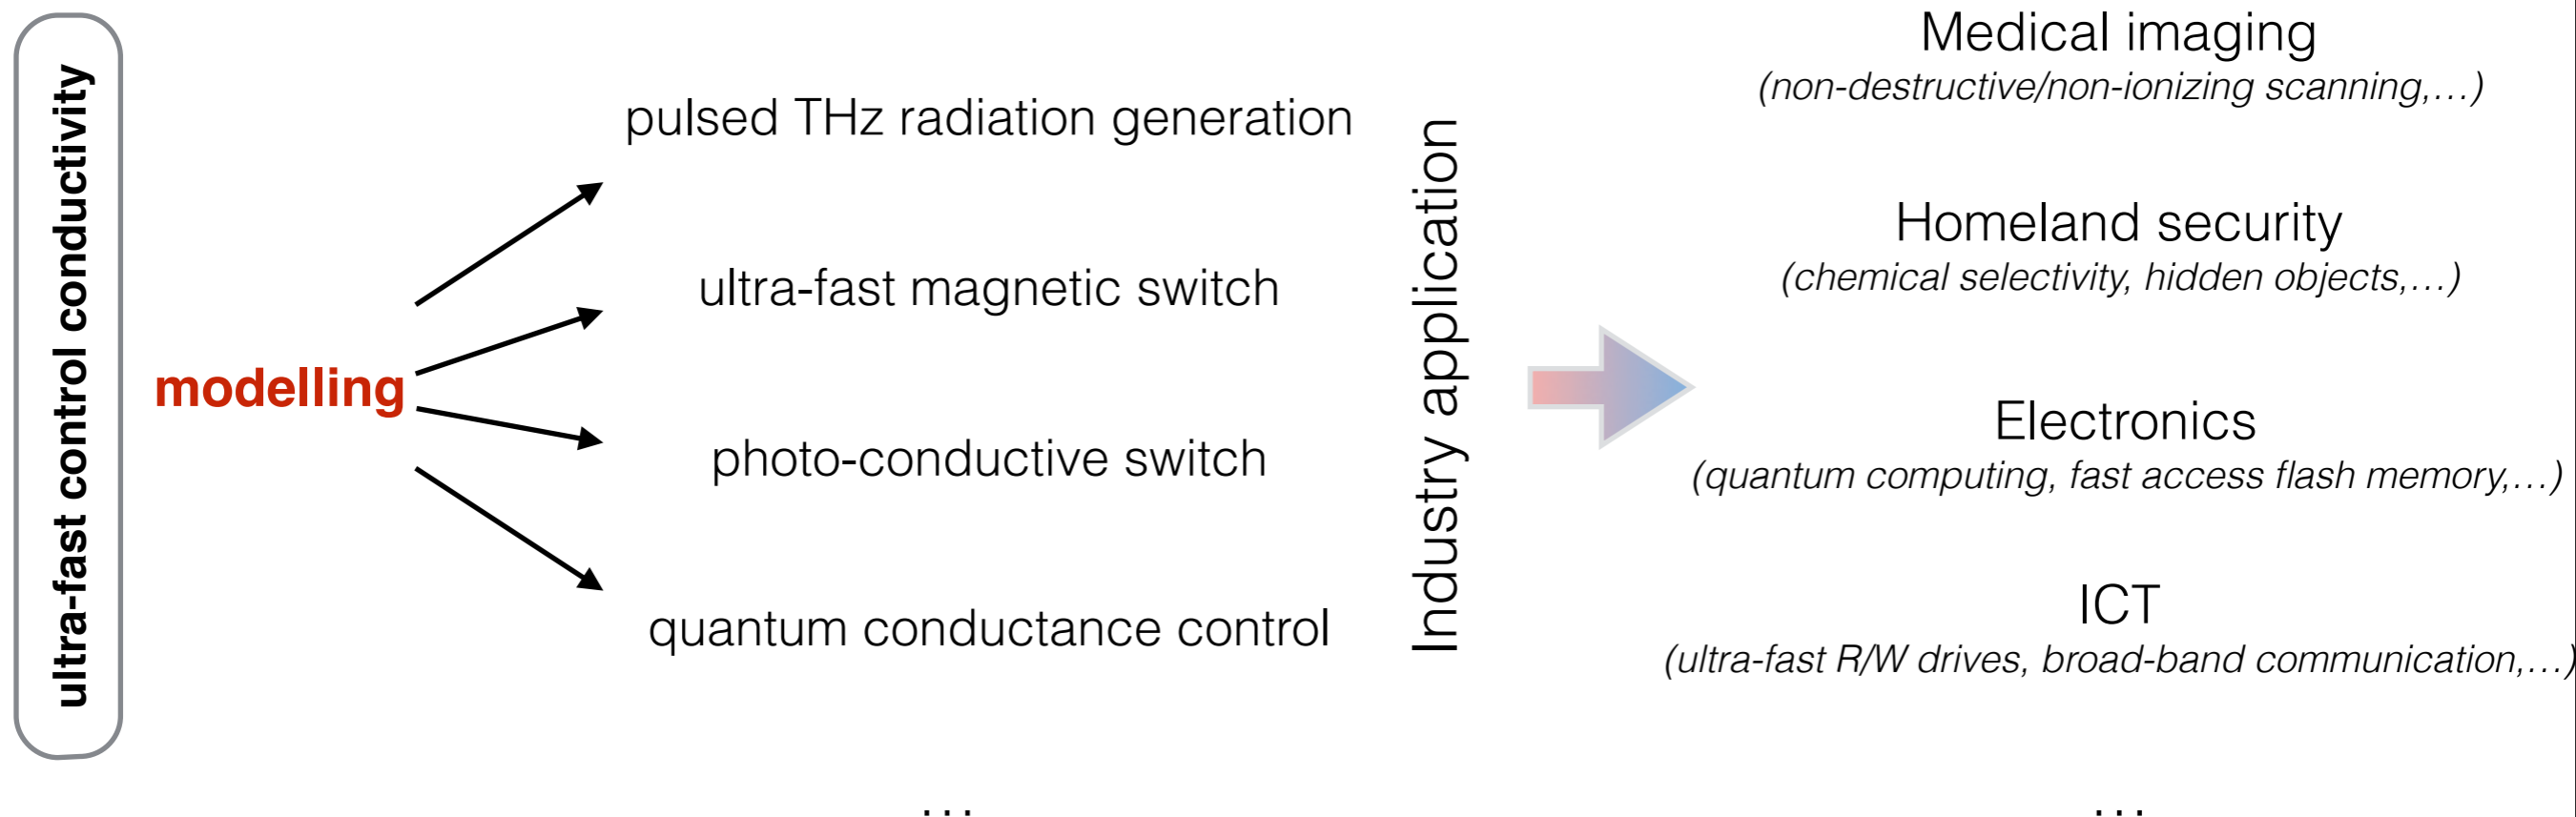 ultra-fast control conductivity
modelling
pulsed THz radiation generation
ultra-fast magnetic switch
photo-conductive switch
quantum conductance control
...
Industry application
Medical imaging
(non-destructive/non-ionizing scanning,...)
Homeland security
(chemical selectivity, hidden objects,...)
Electronics
(quantum computing, fast access flash memory,...)
ICT
(ultra-fast R/W drives, broad-band communication,...)
...